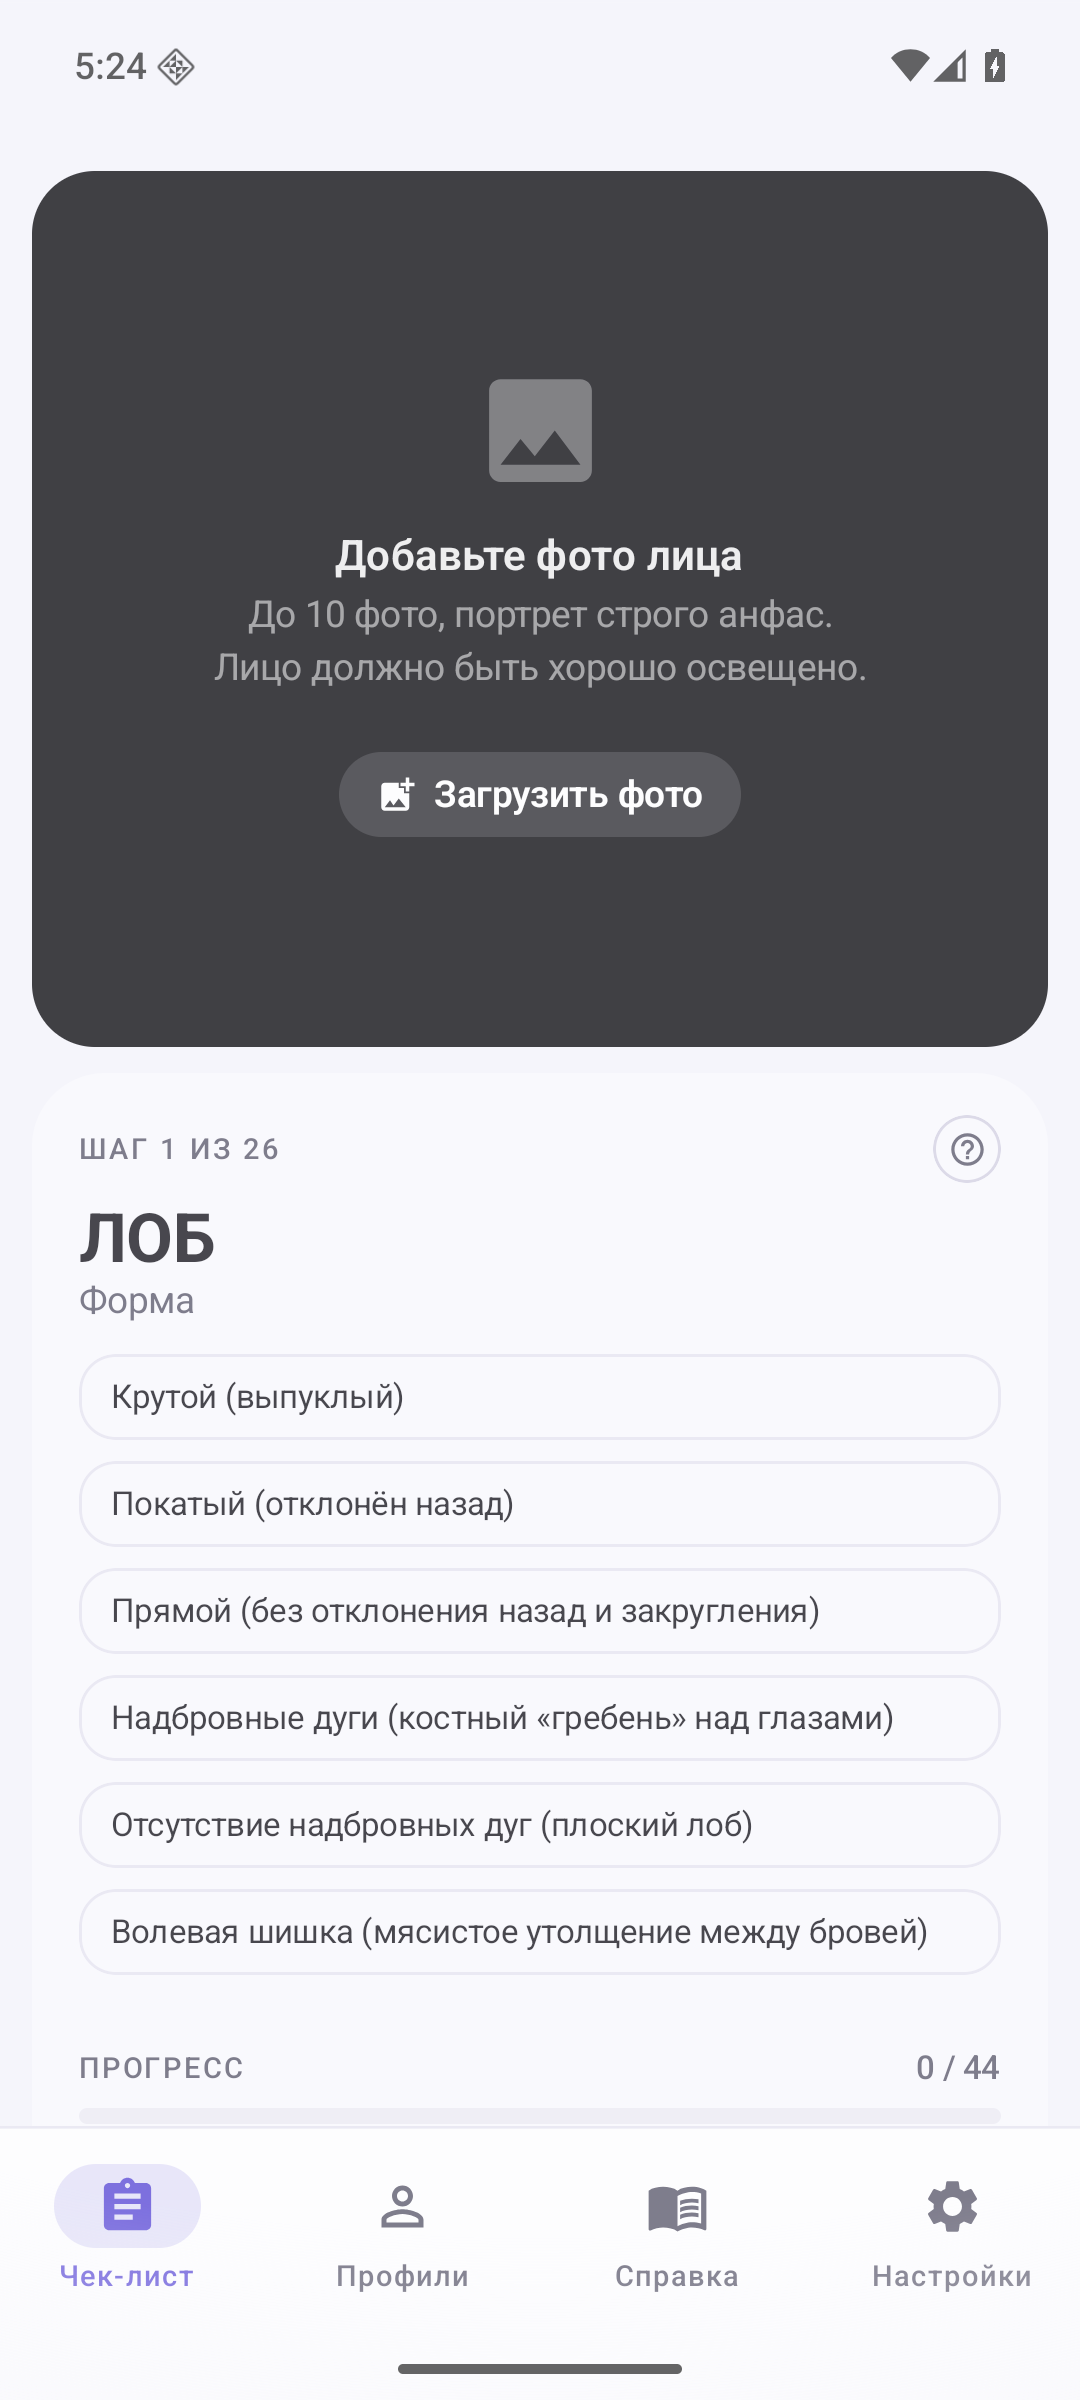 5:24
Добавьте фото лица
До 10 фото, портрет строго анфас.
Лицо должно быть хорошо освещено.
Загрузить фото
ШАГ 1 ИЗ 26
ЛОБ
Форма
Крутой (выпуклый)
Покатый (отклонён назад)
Прямой (без отклонения назад и закругления)
Надбровные дуги (костный «гребень» над глазами)
Отсутствие надбровных дуг (плоский лоб)
Волевая шишка (мясистое утолщение между бровей)
ПРОГРЕСС 0 / 44
Чек-лист Профили Справка Настройки